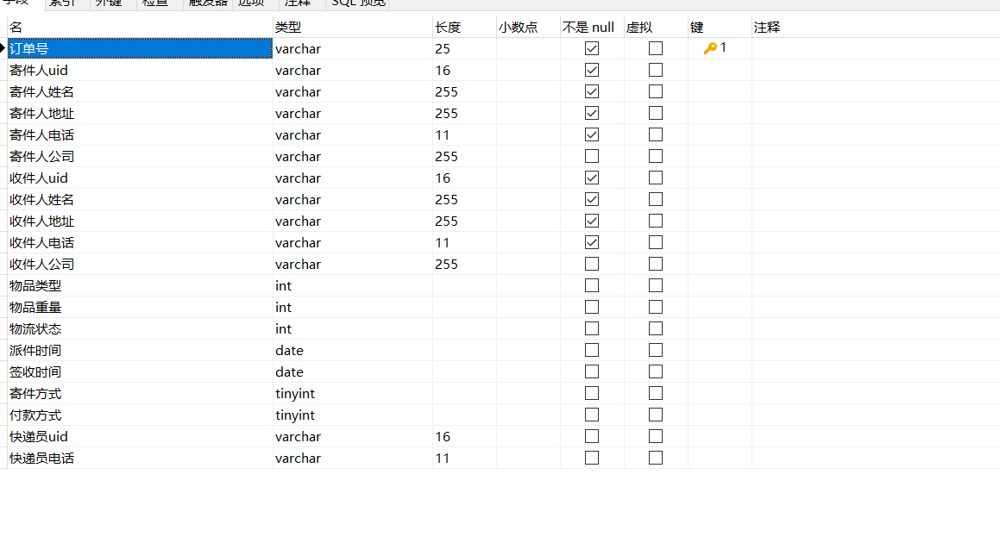 字段 索引 外键 检查 触发器 选项 注释 SQL 预览
名 类型 长度 小数点 不是 null 虚拟 键 注释
订单号 varchar 25 1
寄件人uid varchar 16
寄件人姓名 varchar 255
寄件人地址 varchar 255
寄件人电话 varchar 11
寄件人公司 varchar 255
收件人uid varchar 16
收件人姓名 varchar 255
收件人地址 varchar 255
收件人电话 varchar 11
收件人公司 varchar 255
物品类型 int
物品重量 int
物流状态 int
派件时间 date
签收时间 date
寄件方式 tinyint
付款方式 tinyint
快递员uid varchar 16
快递员电话 varchar 11